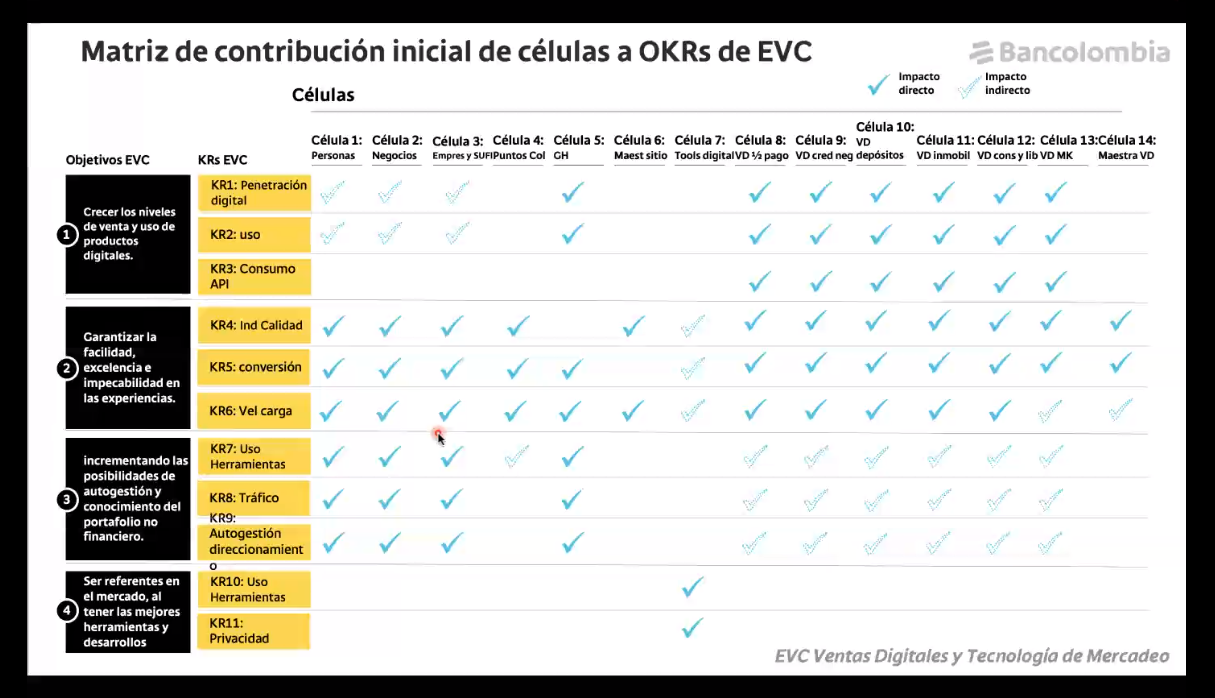 Matriz de contribución inicial de células a OKRs de EVC
Bancolombia
Impacto
directo
Impacto
indirecto
Células
Objetivos EVC
KRs EVC
Célula 1:
Personas
Célula 2:
Negocios
Célula 3:
Empres y SUFI
Célula 4:
Puntos Col
Célula 5:
GH
Célula 6:
Maest sitio
Célula 7:
Tools digital
Célula 8:
VD ½ pago
Célula 9:
VD cred neg
Célula 10:
VD
depósitos
Célula 11:
VD inmobil
Célula 12:
VD cons y lib
Célula 13:
VD MK
Célula 14:
Maestra VD
1
Crecer los niveles
de venta y uso de
productos
digitales.
KR1: Penetración
digital
KR2: uso
KR3: Consumo
API
2
Garantizar la
facilidad,
excelencia e
impecabilidad en
las experiencias.
KR4: Ind Calidad
KR5: conversión
KR6: Vel carga
3
incrementando las
posibilidades de
autogestión y
conocimiento del
portafolio no
financiero.
KR7: Uso
Herramientas
KR8: Tráfico
KR9:
Autogestión
direccionamient
o
4
Ser referentes en
el mercado, al
tener las mejores
herramientas y
desarrollos
KR10: Uso
Herramientas
KR11:
Privacidad
EVC Ventas Digitales y Tecnología de Mercadeo